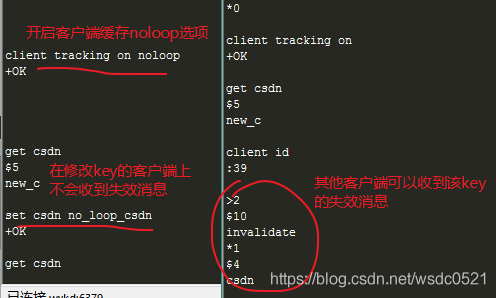 开启客户端缓存noloop选项
client tracking on noloop
+OK
get csdn
$5
new_c
在修改key的客户端上
不会收到失效消息
set csdn no_loop_csdn
+OK
get csdn
*0
client tracking on
+OK
get csdn
$5
new_c
client id
:39
>2
$10
invalidate
*1
$4
csdn
其他客户端可以收到该key
的失效消息
https://blog.csdn.net/wsdc0521